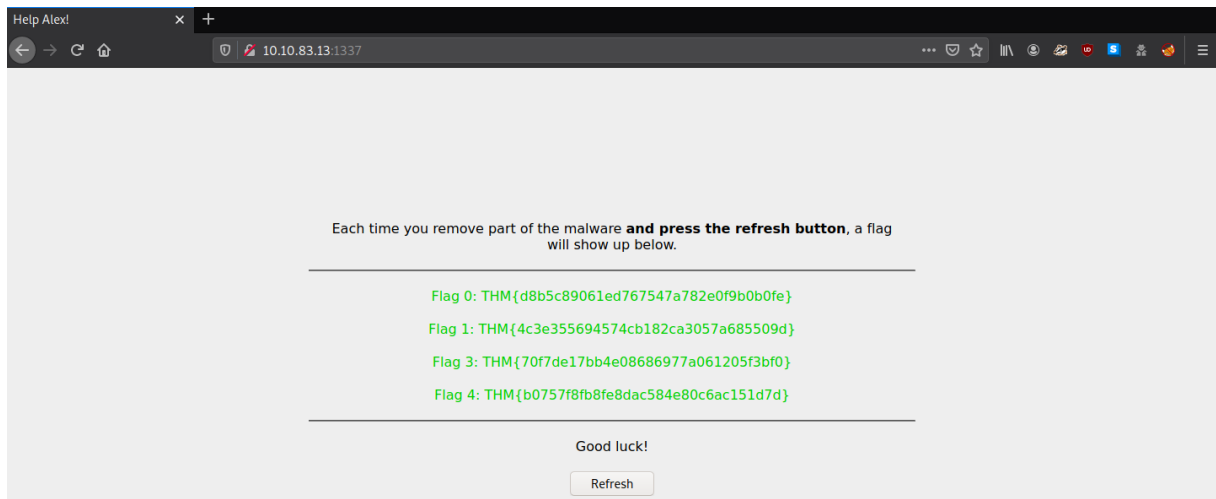 Help Alex!
10.10.83.13:1337
Each time you remove part of the malware and press the refresh button, a flag
will show up below.
Flag 0: THM{d8b5c89061ed767547a782e0f9b0b0fe}
Flag 1: THM{4c3e355694574cb182ca3057a685509d}
Flag 3: THM{70f7de17bb4e08686977a061205f3bf0}
Flag 4: THM{b0757f8fb8fe8dac584e80c6ac151d7d}
Good luck!
Refresh